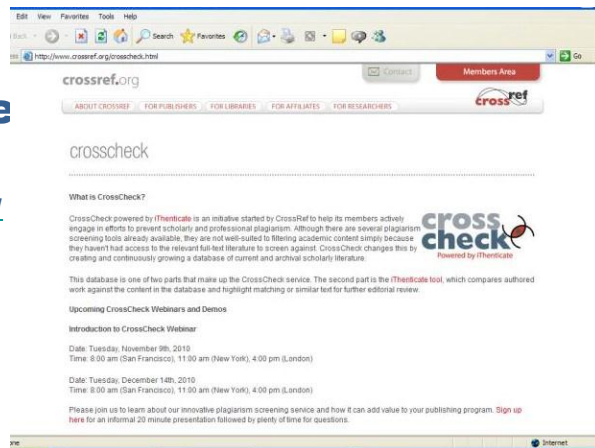 Edit View Favorites Tools Help
Back Search Favorites
http://www.crossref.org/crosscheck.html Go
crossref.org Contact Members Area
ABOUT CROSSREF FOR PUBLISHERS FOR LIBRARIES FOR AFFILIATES FOR RESEARCHERS
crossref
crosscheck
What is CrossCheck?
CrossCheck powered by iThenticate is an initiative started by CrossRef to help its members actively
engage in efforts to prevent scholarly and professional plagiarism. Although there are several plagiarism
screening tools already available, they are not well-suited to filtering academic content simply because
they haven't had access to the relevant full-text literature to screen against. CrossCheck changes this by
creating and continuously growing a database of current and archival scholarly literature.
cross
check
Powered by iThenticate
This database is one of two parts that make up the CrossCheck service. The second part is the iThenticate tool, which compares authored
work against the content in the database and highlight matching or similar text for further editorial review.
Upcoming CrossCheck Webinars and Demos
Introduction to CrossCheck Webinar
Date: Tuesday, November 9th, 2010
Time: 8:00 am (San Francisco), 11:00 am (New York), 4:00 pm (London)
Date: Tuesday, December 14th, 2010
Time: 8:00 am (San Francisco), 11:00 am (New York), 4:00 pm (London)
Please join us to learn about our innovative plagiarism screening service and how it can add value to your publishing program. Sign up
here for an informal 20 minute presentation followed by plenty of time for questions.
Internet